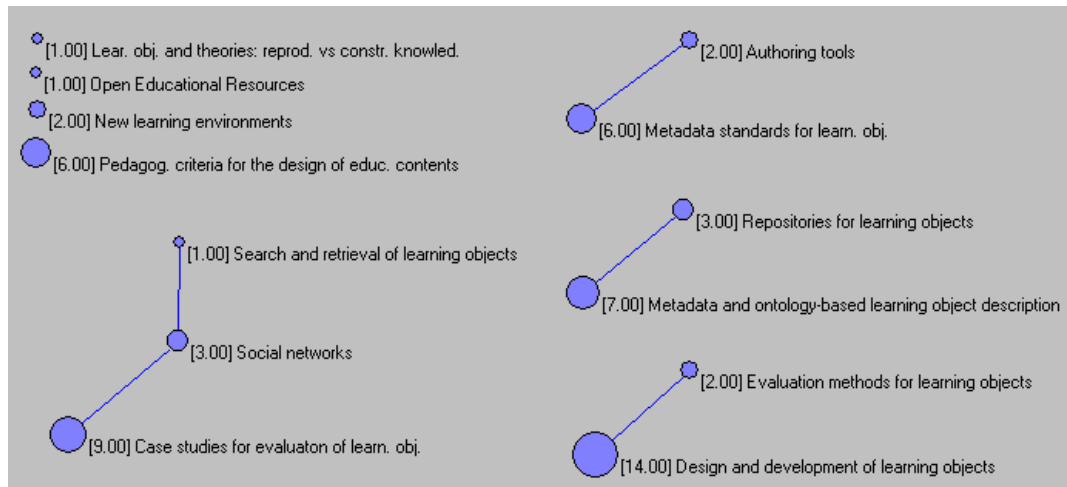 [1.00] Lear. obj. and theories: reprod. vs constr. knowled.
[1.00] Open Educational Resources
[2.00] New learning environments
[6.00] Pedagog. criteria for the design of educ. contents
[1.00] Search and retrieval of learning objects
[3.00] Social networks
[9.00] Case studies for evaluaton of learn. obj.
[2.00] Authoring tools
[6.00] Metadata standards for learn. obj.
[3.00] Repositories for learning objects
[7.00] Metadata and ontology-based learning object description
[2.00] Evaluation methods for learning objects
[14.00] Design and development of learning objects